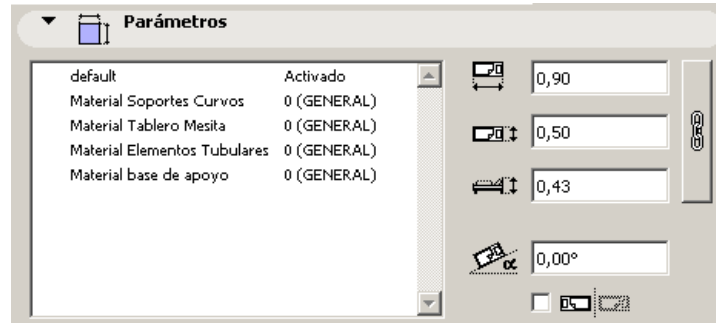 Parámetros
default Activado
Material Soportes Curvos 0 (GENERAL)
Material Tablero Mesita 0 (GENERAL)
Material Elementos Tubulares 0 (GENERAL)
Material base de apoyo 0 (GENERAL)
0,90
0,50
0,43
α 0,00°